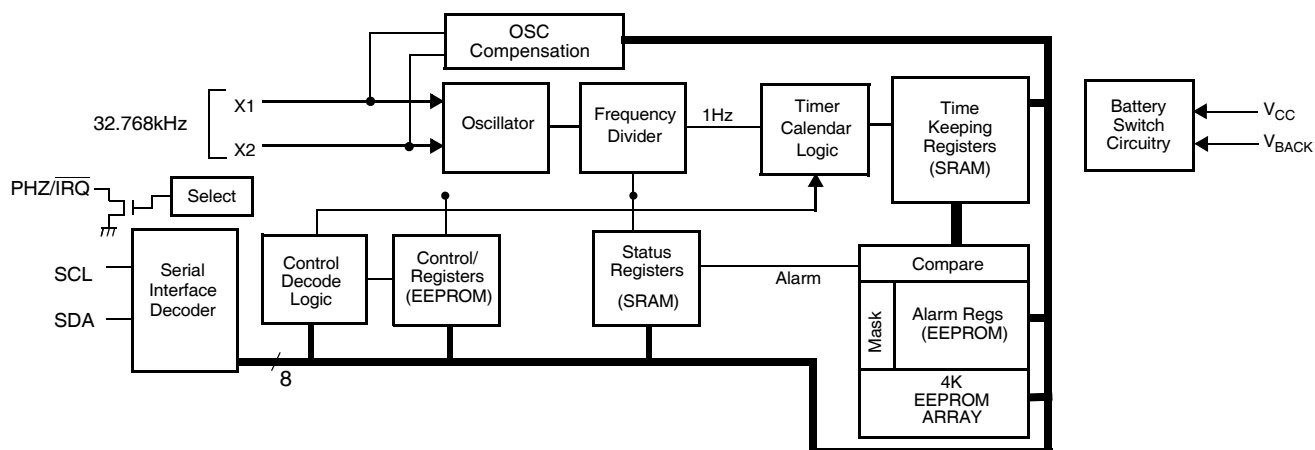 OSC
Compensation
32.768kHz
X1
X2
Oscillator
Frequency
Divider
1Hz
Timer
Calendar
Logic
Time
Keeping
Registers
(SRAM)
Battery
Switch
Circuitry
VCC
VBACK
PHZ/IRQ
Select
SCL
SDA
Serial
Interface
Decoder
Control
Decode
Logic
Control/
Registers
(EEPROM)
Status
Registers
(SRAM)
Alarm
Compare
Mask
Alarm Regs
(EEPROM)
4K
EEPROM
ARRAY
8